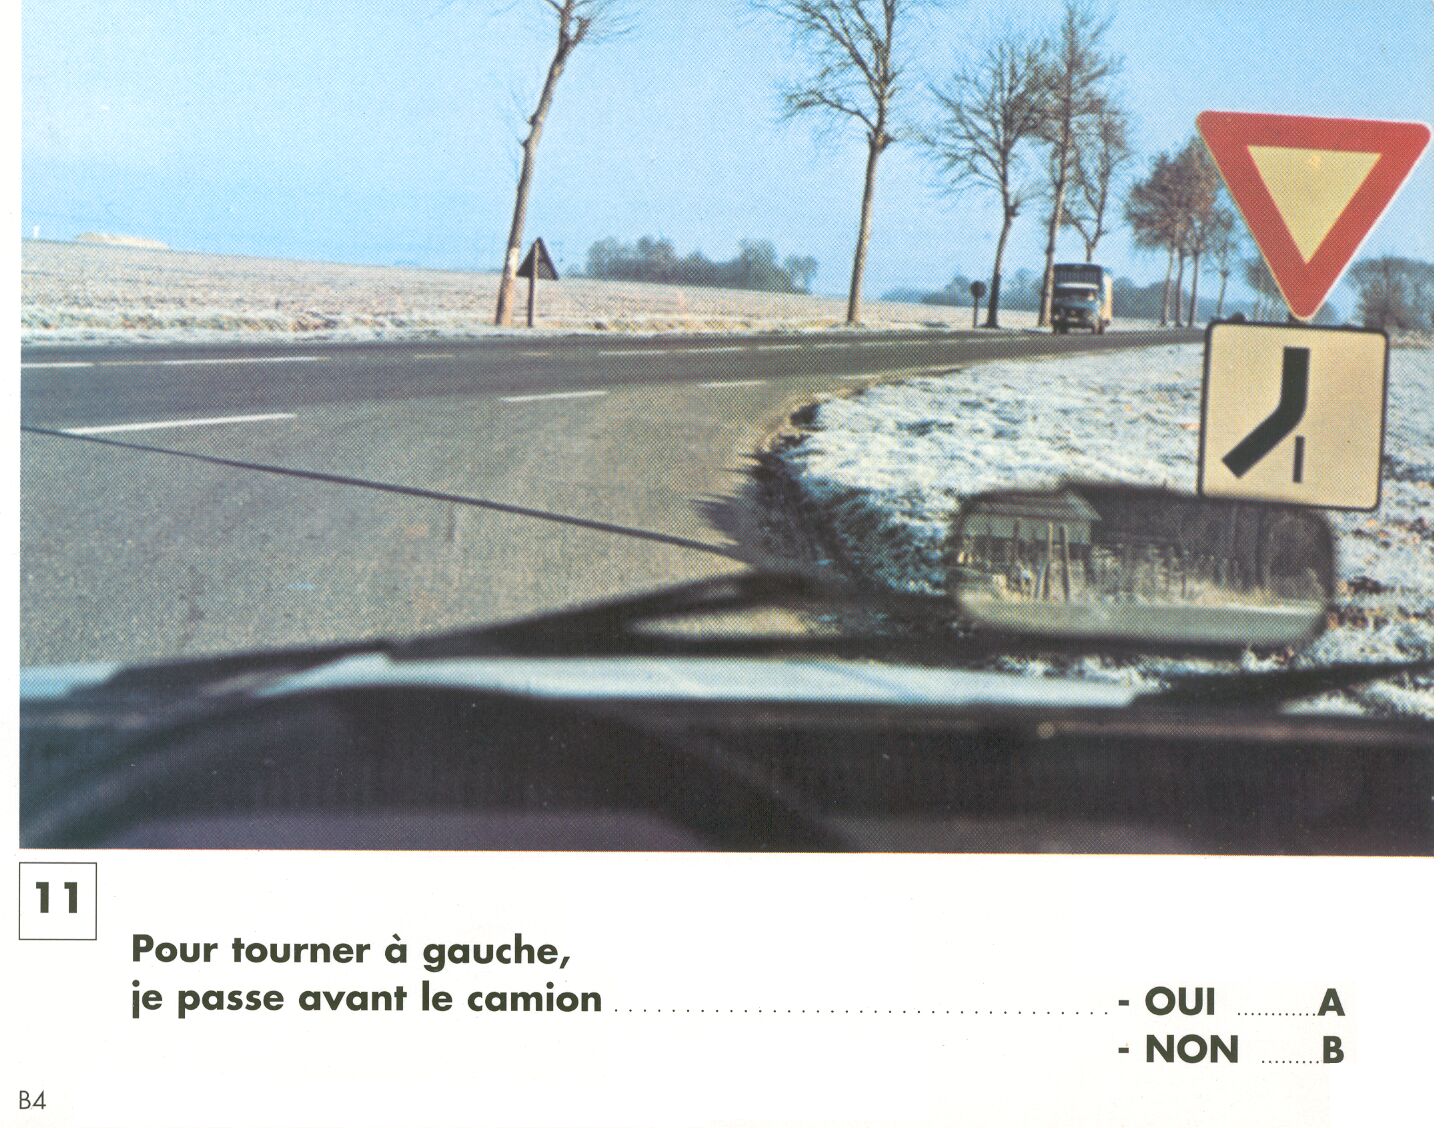 11
Pour tourner à gauche,
je passe avant le camion ................................... - OUI ............A
- NON .........B
B4